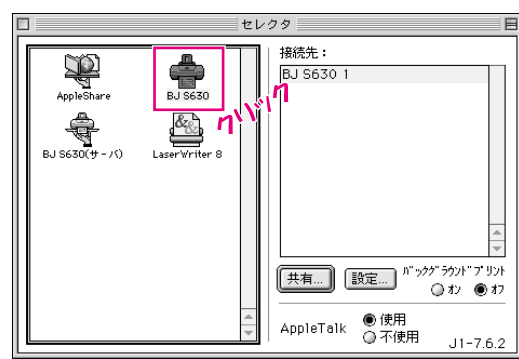 セレクタ
AppleShare
BJ S630
クリック
BJ S630(サーバ)
LaserWriter 8
接続先：
BJ S630 1
共有...
設定...
バックグラウンドプリント
オン
オフ
AppleTalk
使用
不使用
J1-7.6.2